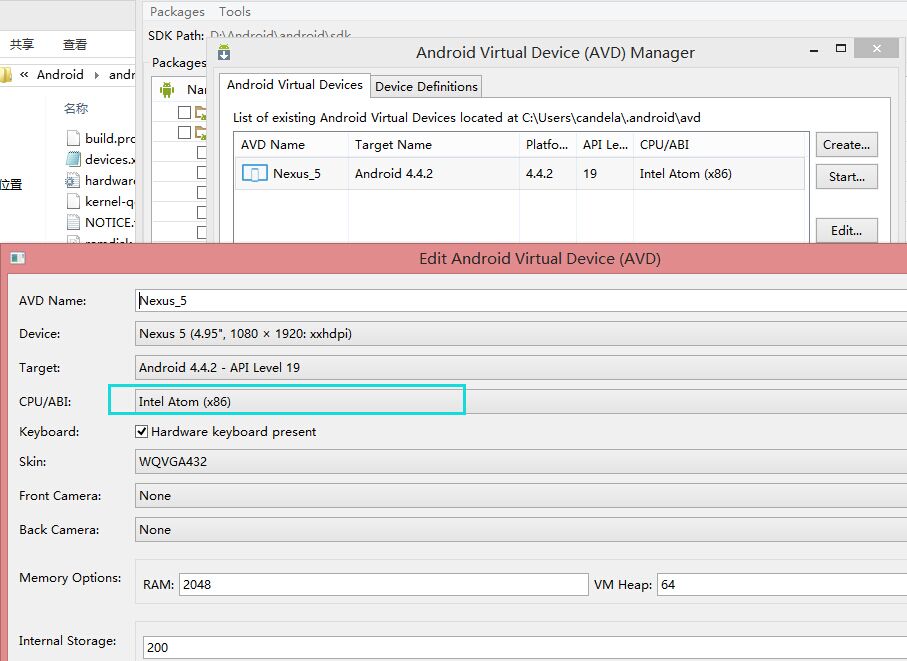 Packages Tools
SDK Path: D:\Android\android\sdk
共享 查看
Android Virtual Device (AVD) Manager
Packages
« Android
Android Virtual Devices
Device Definitions
名称
List of existing Android Virtual Devices located at C:\Users\candela\.android\avd
AVD Name Target Name Platfo... API Le... CPU/ABI
Nexus_5 Android 4.4.2 4.4.2 19 Intel Atom (x86)
Create...
Start...
Edit...
build.pro
devices.x
hardware
位置
kernel-q
NOTICE.
Edit Android Virtual Device (AVD)
AVD Name: Nexus_5
Device: Nexus 5 (4.95", 1080 × 1920: xxhdpi)
Target: Android 4.4.2 - API Level 19
CPU/ABI: Intel Atom (x86)
Keyboard: Hardware keyboard present
Skin: WQVGA432
Front Camera: None
Back Camera: None
Memory Options: RAM: 2048 VM Heap: 64
Internal Storage: 200